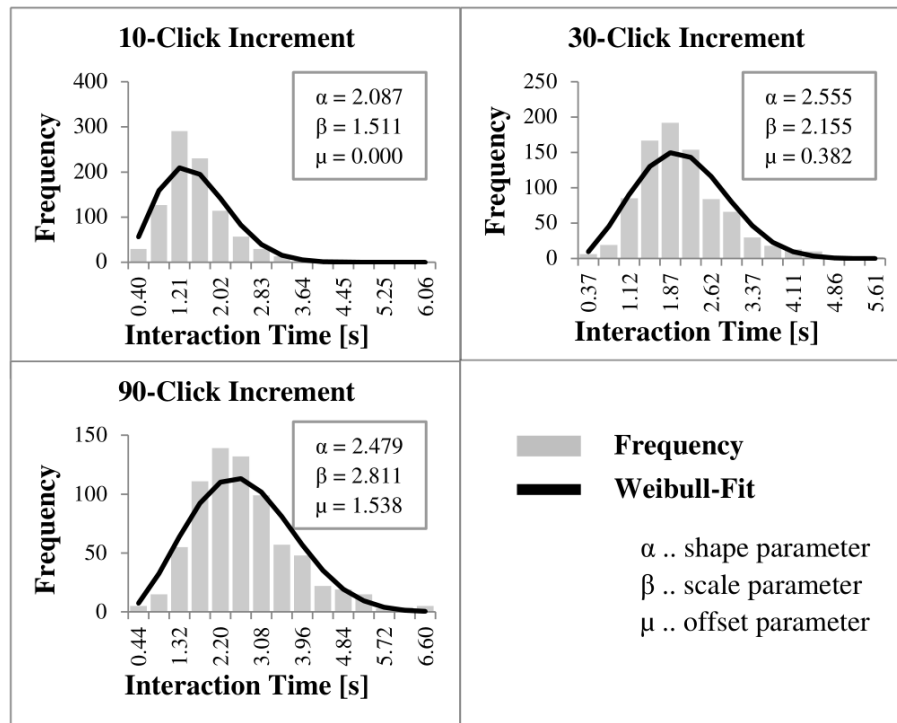 10-Click Increment
Frequency
400
300
200
100
0
α = 2.087
β = 1.511
μ = 0.000
0.40
1.21
2.02
2.83
3.64
4.45
5.25
6.06
Interaction Time [s]
30-Click Increment
Frequency
250
200
150
100
50
0
α = 2.555
β = 2.155
μ = 0.382
0.37
1.12
1.87
2.62
3.37
4.11
4.86
5.61
Interaction Time [s]
90-Click Increment
Frequency
150
100
50
0
α = 2.479
β = 2.811
μ = 1.538
0.44
1.32
2.20
3.08
3.96
4.84
5.72
6.60
Interaction Time [s]
Frequency
Weibull-Fit
α .. shape parameter
β .. scale parameter
μ .. offset parameter